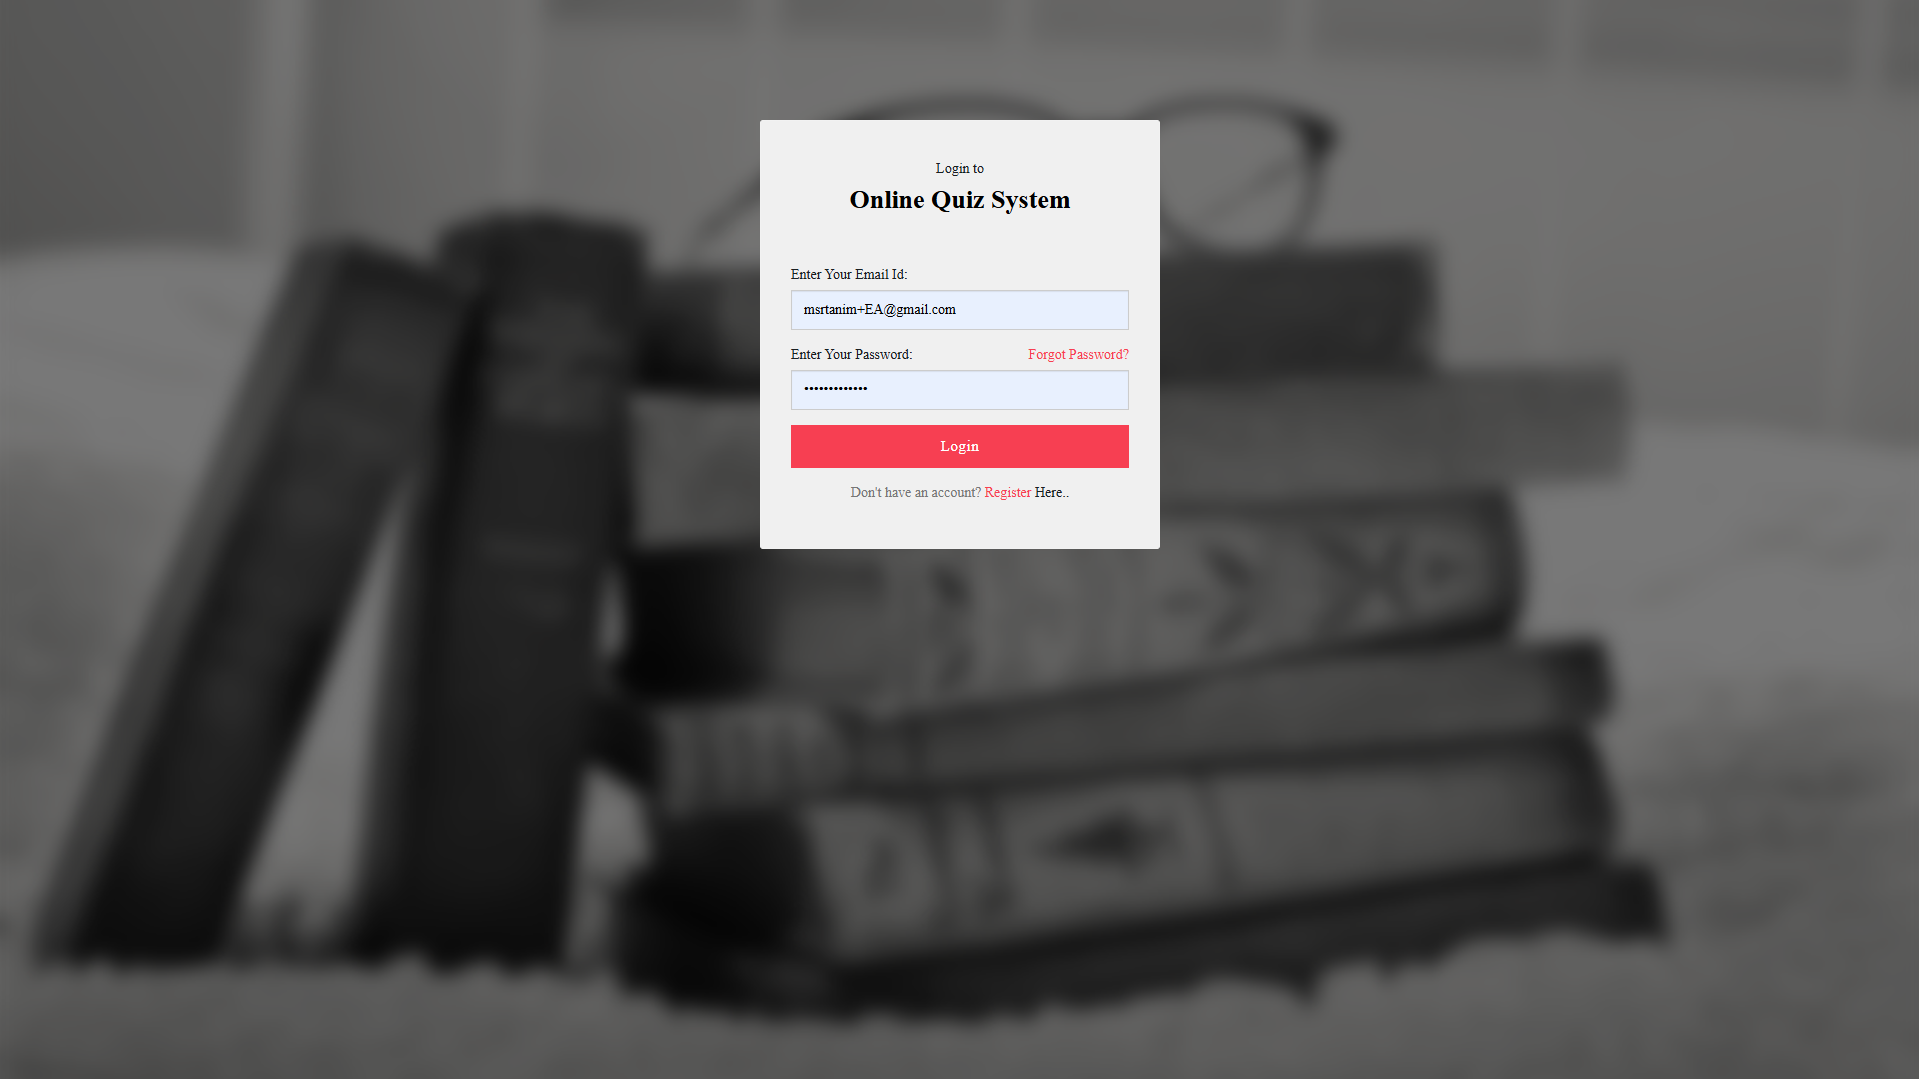 Login to
Online Quiz System
Enter Your Email Id:
msrtanim+EA@gmail.com
Enter Your Password: Forgot Password?
•••••••••••••
Login
Don't have an account? Register Here..